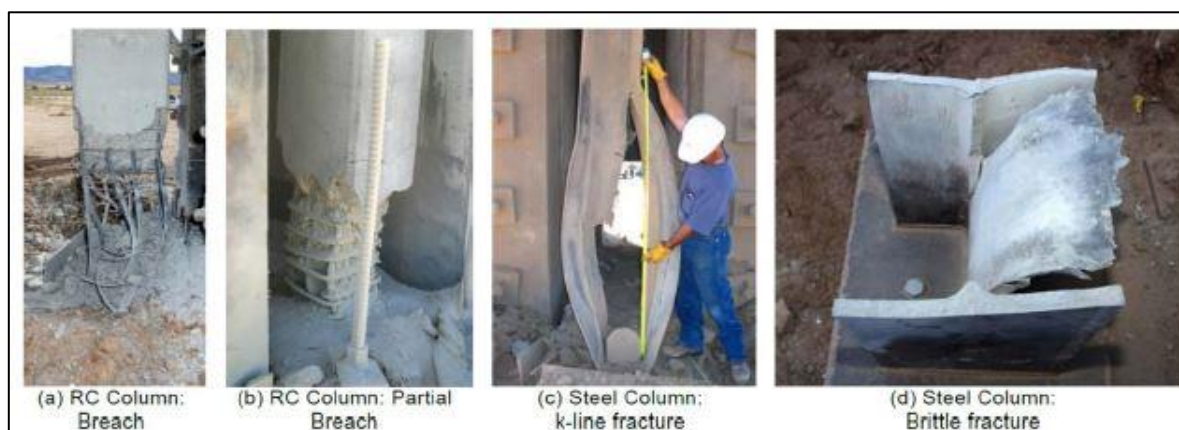 (a) RC Column:
Breach
(b) RC Column: Partial
Breach
(c) Steel Column:
k-line fracture
(d) Steel Column:
Brittle fracture